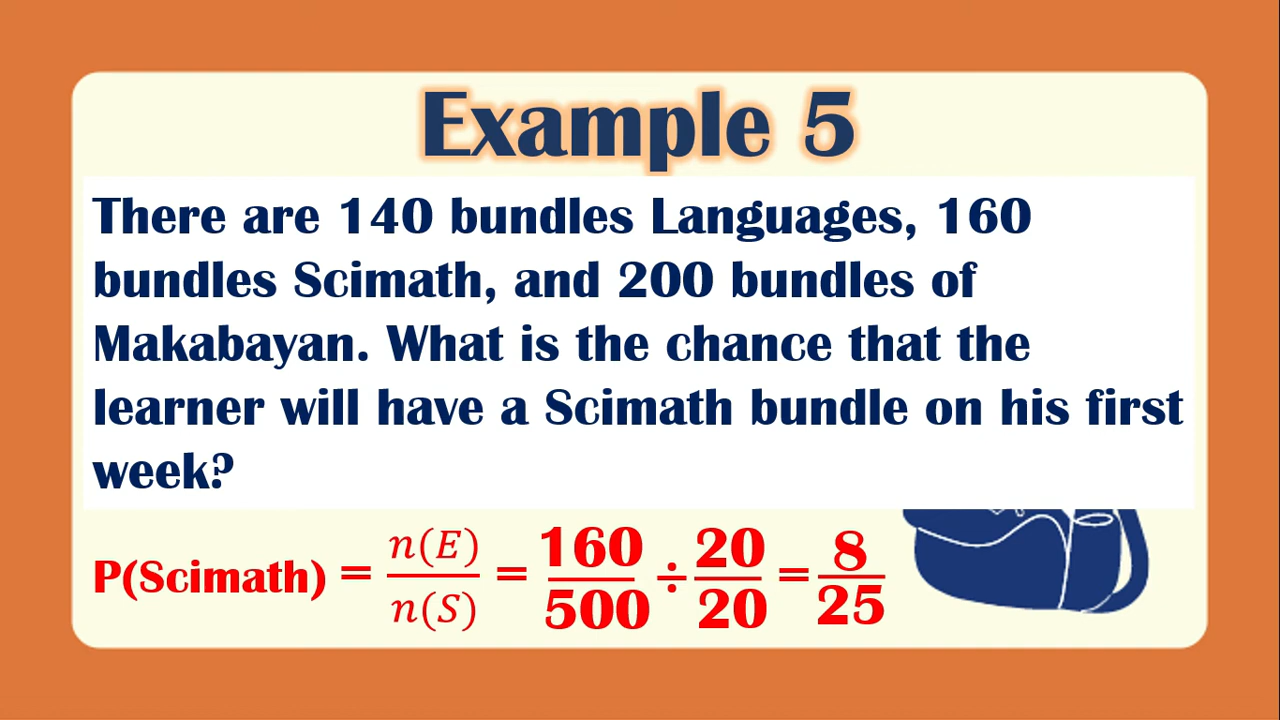 Example 5
There are 140 bundles Languages, 160
bundles Scimath, and 200 bundles of
Makabayan. What is the chance that the
learner will have a Scimath bundle on his first
week?
P(Scimath) = n(E)/n(S) = 160/500 ÷ 20/20 = 8/25